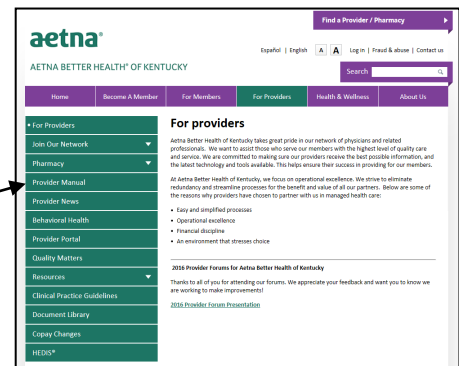 Find a Provider / Pharmacy
aetna®
Español | English A A Log in | Fraud & abuse | Contact us
AETNA BETTER HEALTH® OF KENTUCKY
Search
Home Become A Member For Members For Providers Health & Wellness About Us
• For Providers
Join Our Network
Pharmacy
Provider Manual
Provider News
Behavioral Health
Provider Portal
Quality Matters
Resources
Clinical Practice Guidelines
Document Library
Copay Changes
HEDIS®
For providers
Aetna Better Health of Kentucky takes great pride in our network of physicians and related
professionals. We want to assist those who serve our members with the highest level of quality care
and service. We are committed to making sure our providers receive the best possible information, and
the latest technology and tools available. This helps ensure their success in providing for our members.
At Aetna Better Health of Kentucky, we focus on operational excellence. We strive to eliminate
redundancy and streamline processes for the benefit and value of all our partners. Below are some of
the reasons why providers have chosen to partner with us in managed health care:
• Easy and simplified processes
• Operational excellence
• Financial discipline
• An environment that stresses choice
2016 Provider Forums for Aetna Better Health of Kentucky
Thanks to all of you for attending our forums. We appreciate your feedback and want you to know we
are working to make improvements!
2016 Provider Forum Presentation